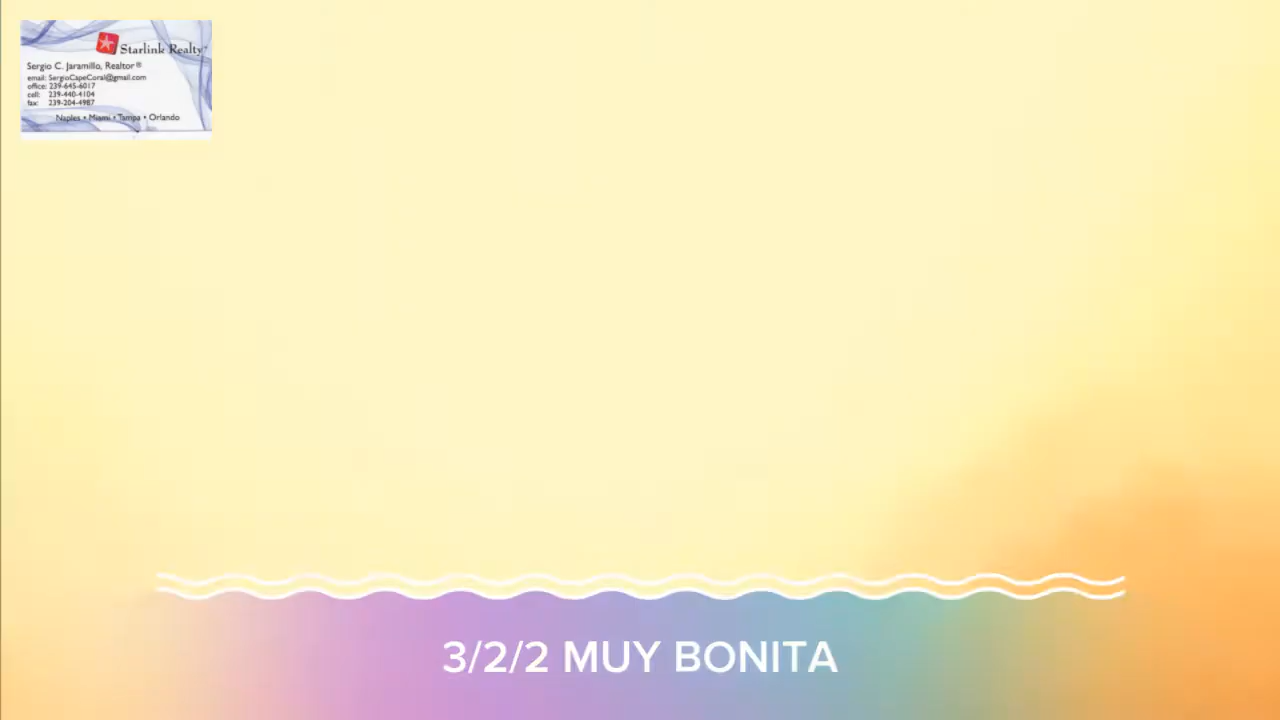 Starlink Realty
Sergio C. Jaramillo, Realtor®
email: SergioCapeCoral@gmail.com
office: 239-645-6017
cell: 239-440-4104
fax: 239-204-4987
Naples • Miami • Tampa • Orlando
3/2/2 MUY BONITA